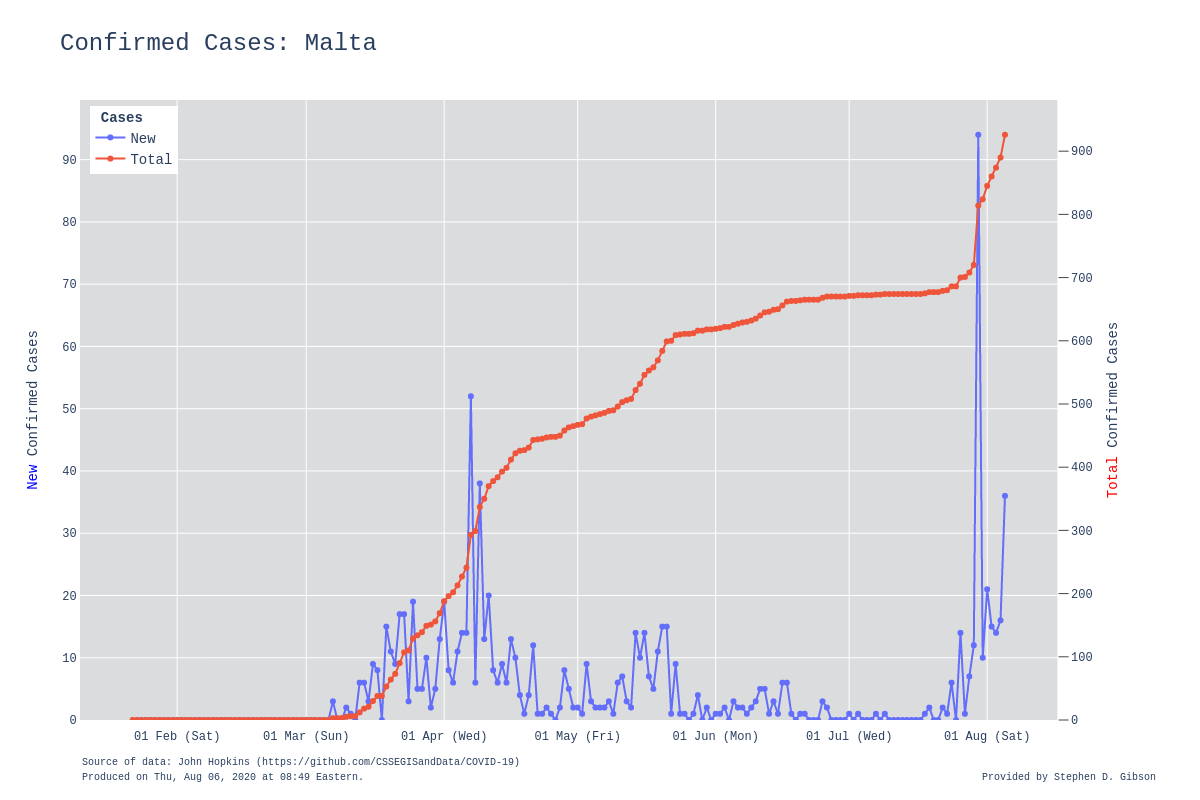 Confirmed Cases: Malta
Cases
New
Total
90
80
70
60
50
40
30
20
10
0
New Confirmed Cases
900
800
700
600
500
400
300
200
100
0
Total Confirmed Cases
01 Feb (Sat)
01 Mar (Sun)
01 Apr (Wed)
01 May (Fri)
01 Jun (Mon)
01 Jul (Wed)
01 Aug (Sat)
Source of data: John Hopkins (https://github.com/CSSEGISandData/COVID-19)
Produced on Thu, Aug 06, 2020 at 08:49 Eastern.
Provided by Stephen D. Gibson